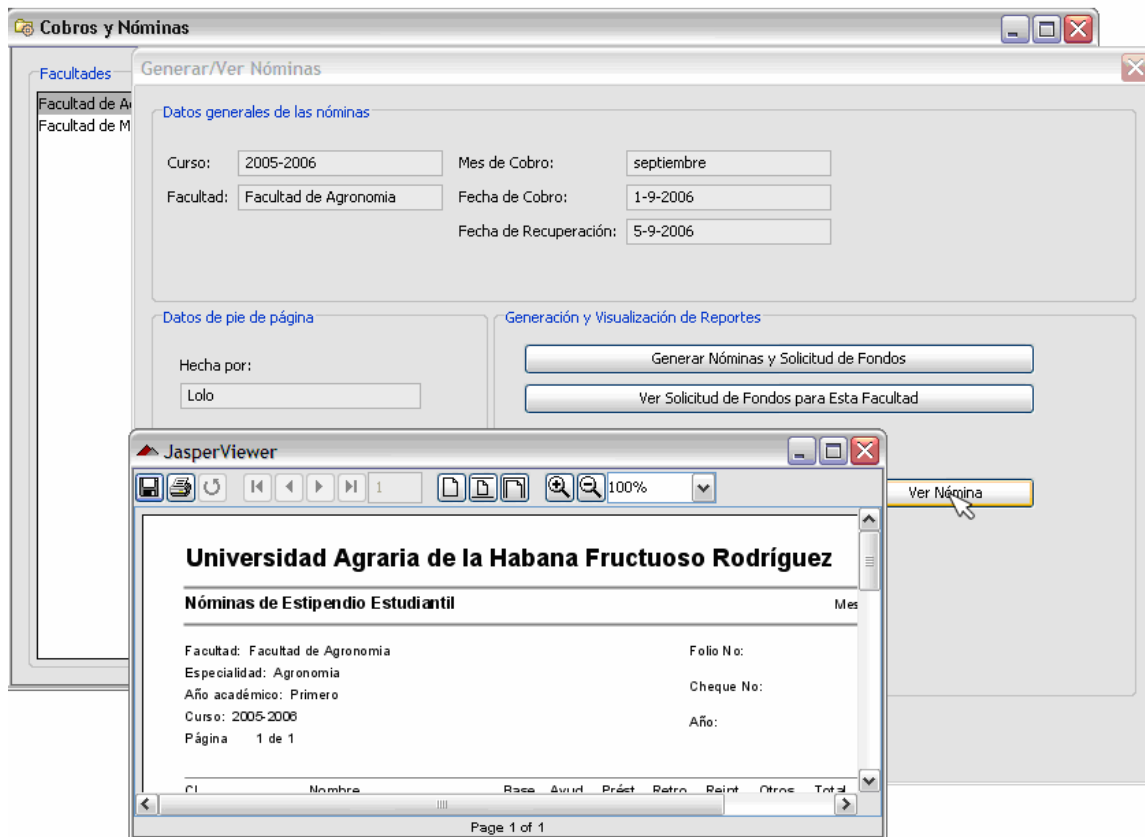 Cobros y Nóminas
Facultades
Facultad de
Facultad de
Generar/Ver Nóminas
Datos generales de las nóminas
Curso: 2005-2006 Mes de Cobro: septiembre
Facultad: Facultad de Agronomia Fecha de Cobro: 1-9-2006
Fecha de Recuperación: 5-9-2006
Datos de pie de página
Hecha por:
Lolo
Generación y Visualización de Reportes
Generar Nóminas y Solicitud de Fondos
Ver Solicitud de Fondos para Esta Facultad
Ver Nómina
JasperViewer
1 100%
Universidad Agraria de la Habana Fructuoso Rodríguez
Nóminas de Estipendio Estudiantil Mes
Facultad: Facultad de Agronomia Folio No:
Especialidad: Agronomia
Cheque No:
Año académico: Primero
Curso: 2005-2006
Año:
Página 1 de 1
CI Nombre Base Ayud Prést Retro Reint Otros Total
Page 1 of 1